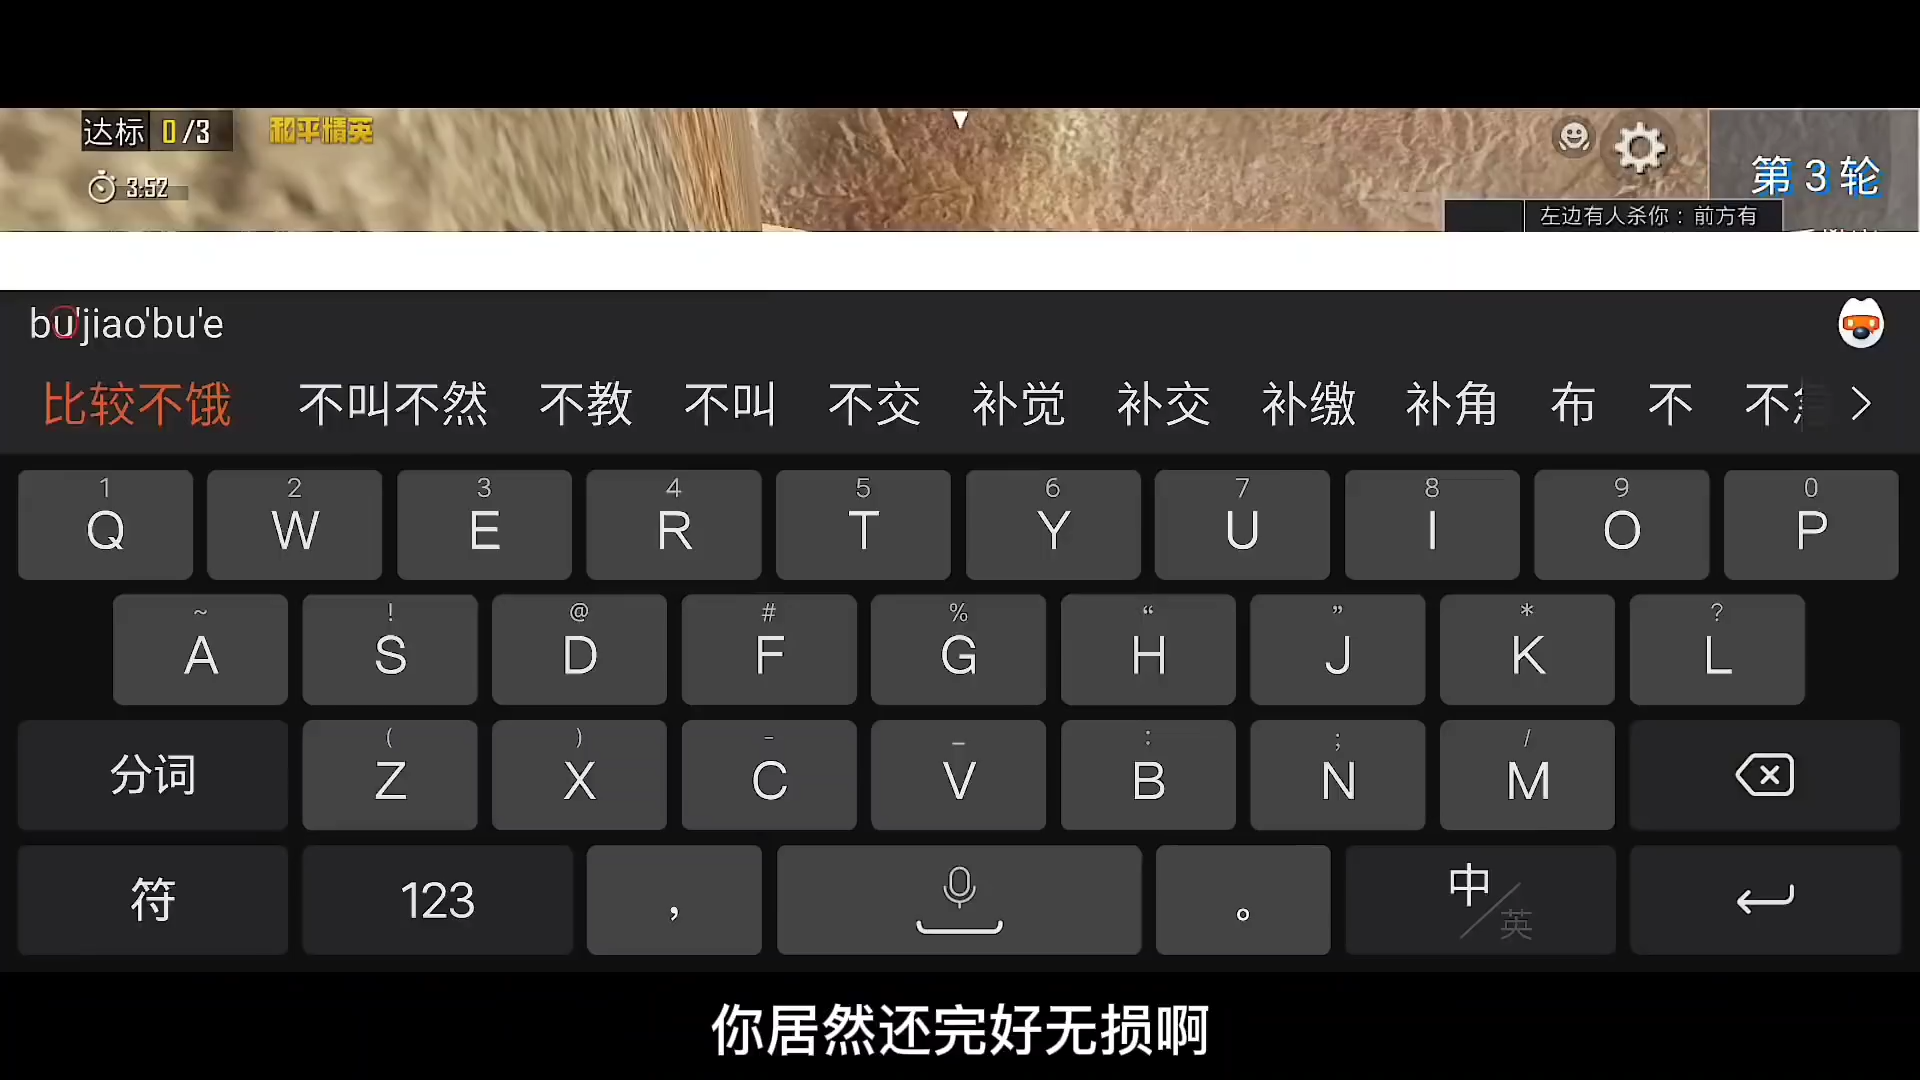 达标 0/3
和平精英
3:52
第3轮
左边有人杀你：前方有
bu'jiao'bu'e
比较不饿 不叫不然 不教 不叫 不交 补觉 补交 补缴 补角 布 不
1 2 3 4 5 6 7 8 9 0
Q W E R T Y U I O P
~ ! @ # % “ ” * ?
A S D F G H J K L
( ) - _ : ; /
分词 Z X C V B N M
符 123 ， 。 中/英
你居然还完好无损啊